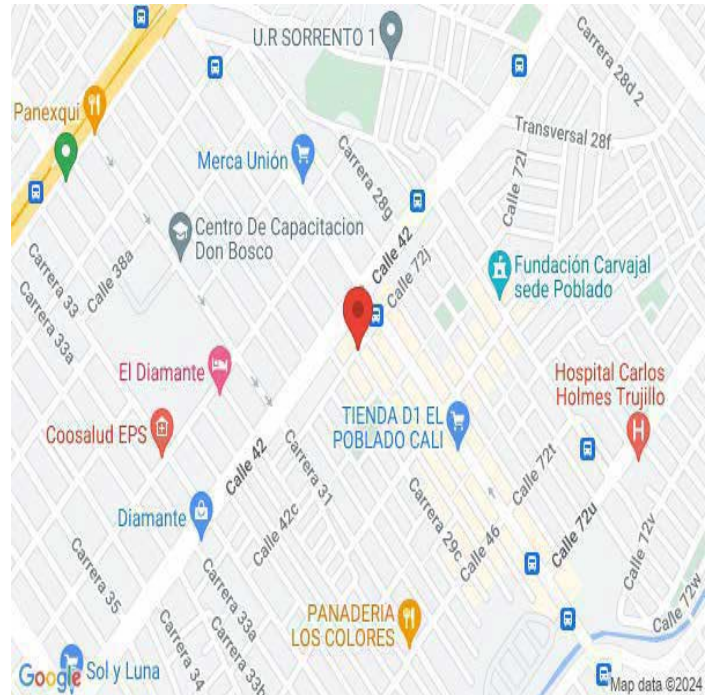 U.R SORRENTO 1
Carrera 28d 2
Panexqui
Transversal 28f
Merca Unión
Carrera 28g
Calle 72l
Centro De Capacitacion
Don Bosco
Calle 42
Calle 72j
Fundación Carvajal
sede Poblado
Carrera 33
Calle 38a
Carrera 33a
El Diamante
Hospital Carlos
Holmes Trujillo
TIENDA D1 EL
POBLADO CALI
Coosalud EPS
Calle 42
Carrera 31
Calle 72t
Diamante
Calle 42c
Carrera 29c
Calle 46
Calle 72u
Calle 72v
Carrera 35
Carrera 33a
PANADERIA
LOS COLORES
Calle 72w
Carrera 34
Carrera 33b
Google
Sol y Luna
Map data ©2024